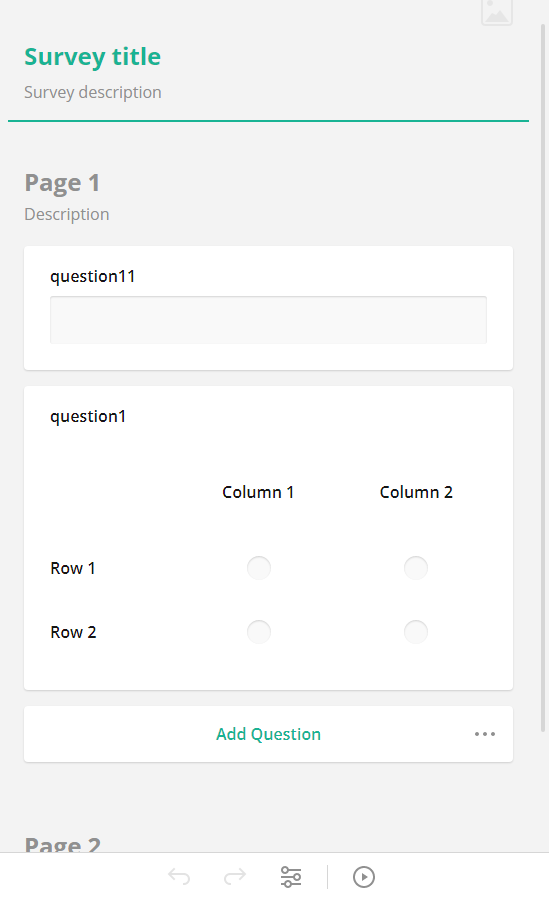 Survey title
Survey description
Page 1
Description
question11
question1
Column 1 Column 2
Row 1
Row 2
Add Question
Page 2